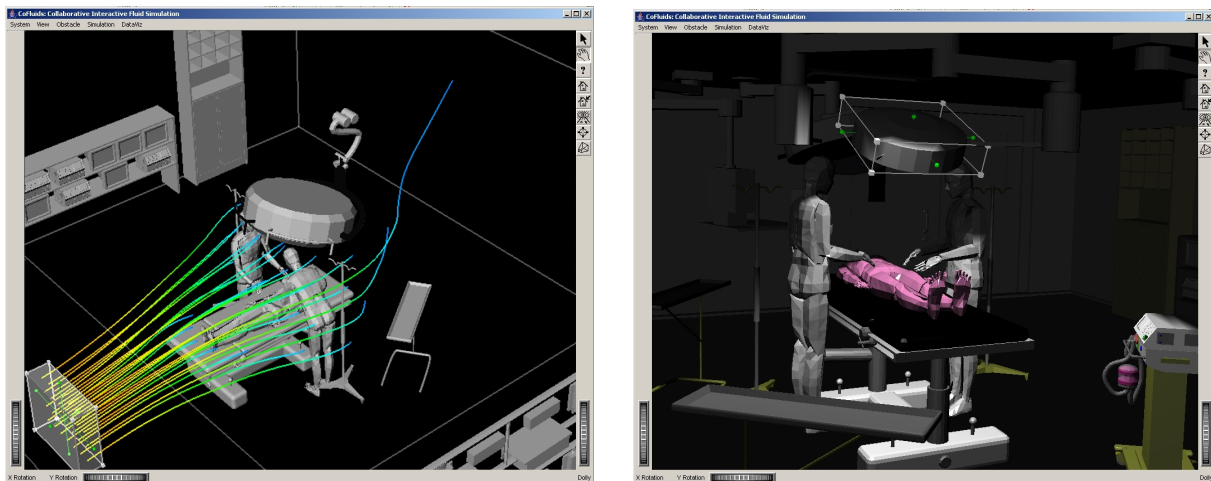 CoFluids: Collaborative Interactive Fluid Simulation
System View Obstacle Simulation DataViz
?
X Rotation Y Rotation Dolly
CoFluids: Collaborative Interactive Fluid Simulation
System View Obstacle Simulation DataViz
?
X Rotation Y Rotation Dolly